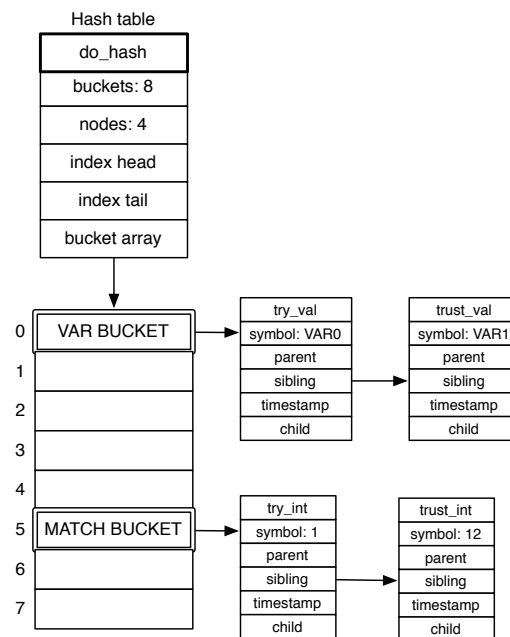 Hash table
do_hash
buckets: 8
nodes: 4
index head
index tail
bucket array
0
VAR BUCKET
1
2
3
4
5
MATCH BUCKET
6
7
try_val
symbol: VAR0
parent
sibling
timestamp
child
trust_val
symbol: VAR1
parent
sibling
timestamp
child
try_int
symbol: 1
parent
sibling
timestamp
child
trust_int
symbol: 12
parent
sibling
timestamp
child